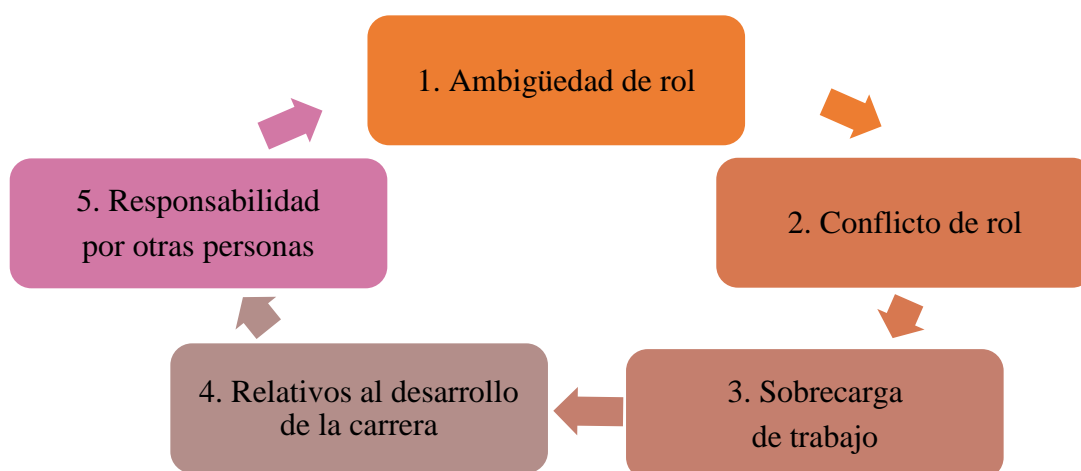 1. Ambigüedad de rol
2. Conflicto de rol
3. Sobrecarga
de trabajo
4. Relativos al desarrollo
de la carrera
5. Responsabilidad
por otras personas